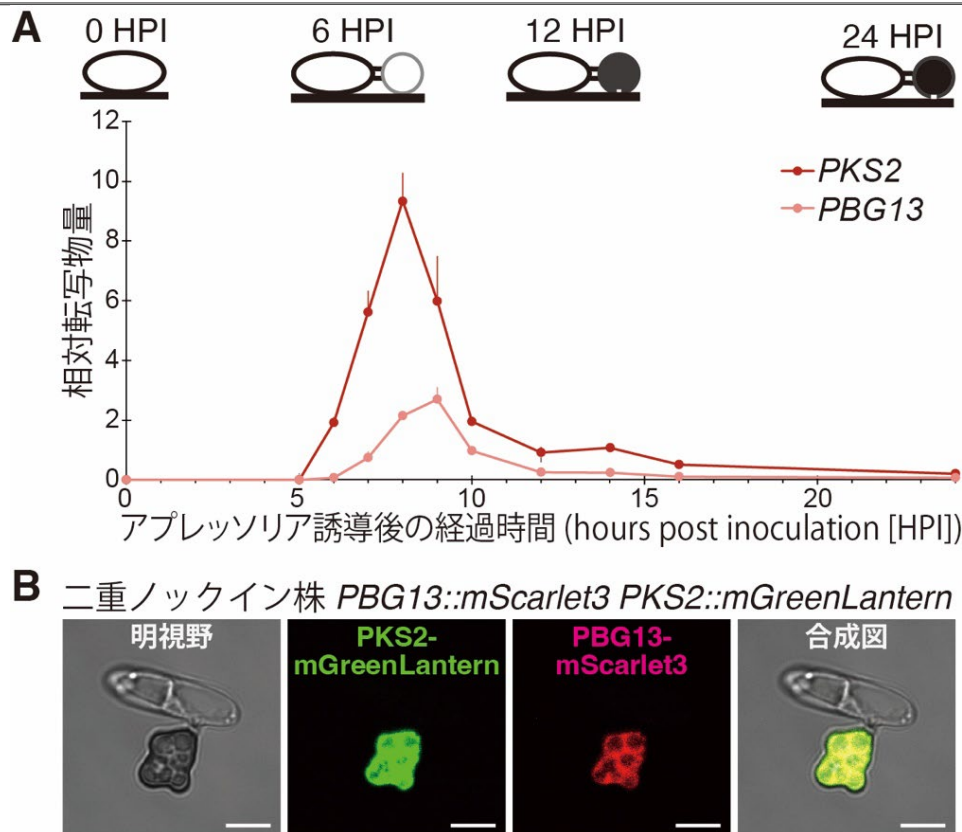 A
0 HPI
6 HPI
12 HPI
24 HPI
12
10
8
6
4
2
0
相対転写物量
PKS2
PBG13
0
5
10
15
20
アプレッソリア誘導後の経過時間 (hours post inoculation [HPI])
B
二重ノックイン株 PBG13::mScarlet3 PKS2::mGreenLantern
明視野
PKS2-
mGreenLantern
PBG13-
mScarlet3
合成図